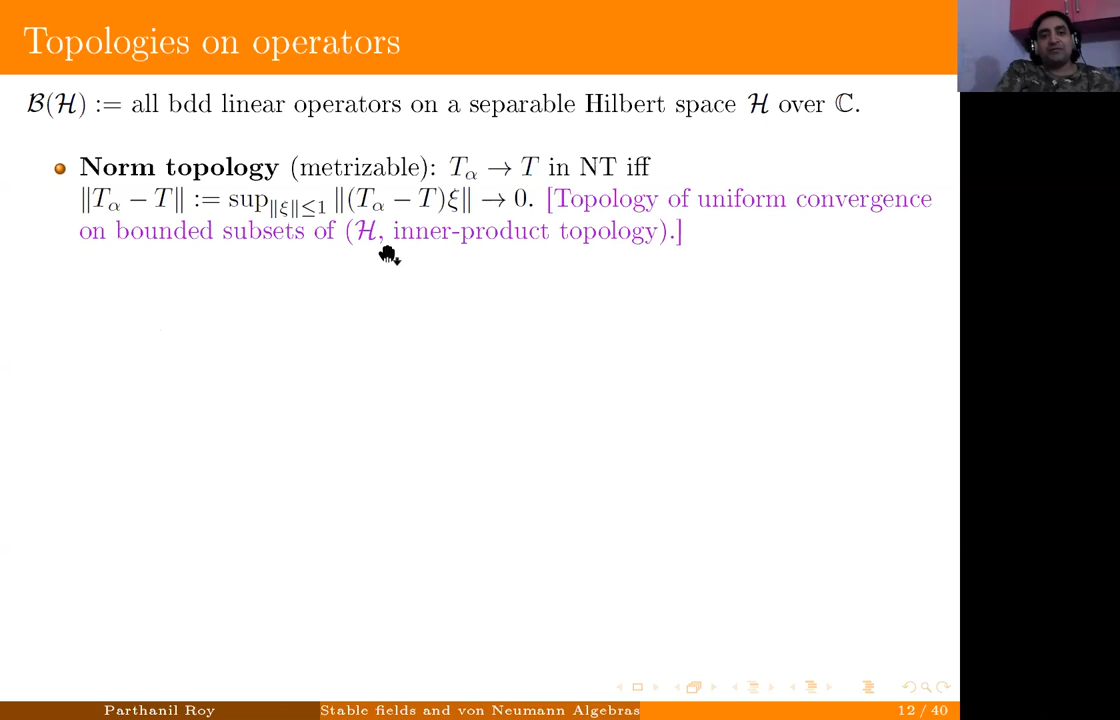 Topologies on operators
ℬ(ℋ) := all bdd linear operators on a separable Hilbert space ℋ over ℂ.
Norm topology (metrizable): T_α → T in NT iff
‖T_α − T‖ := sup_{‖ξ‖≤1} ‖(T_α − T)ξ‖ → 0. [Topology of uniform convergence
on bounded subsets of (ℋ, inner-product topology).]
Parthanil Roy
Stable fields and von Neumann Algebras
12 / 40